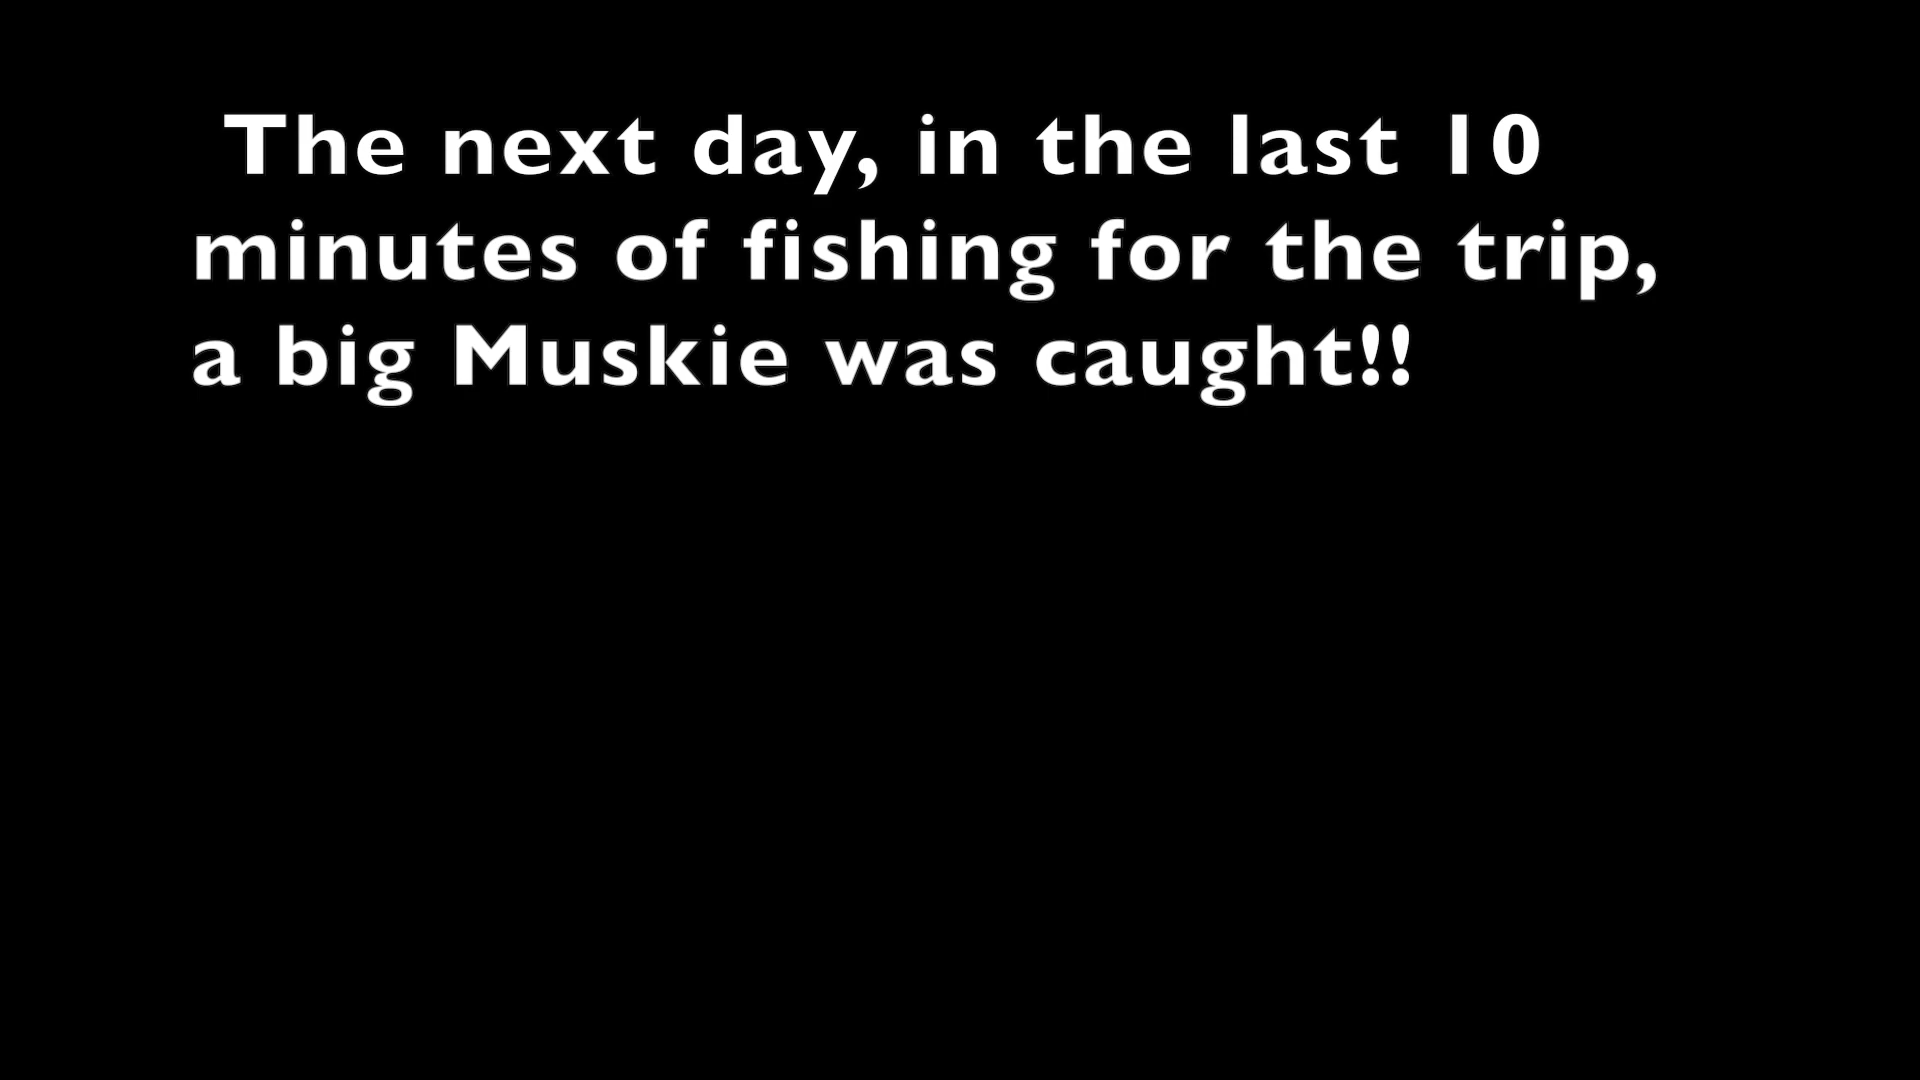 The next day, in the last 10
minutes of fishing for the trip,
a big Muskie was caught!!